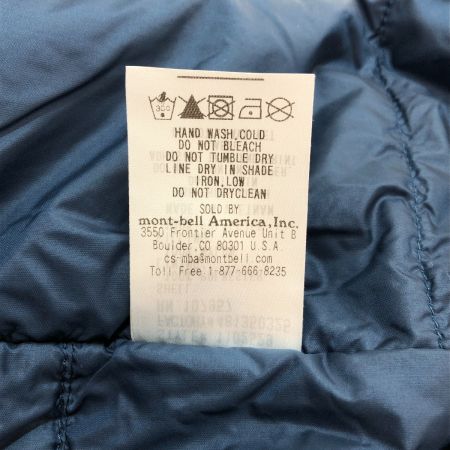 HAND WASH,COLD
DO NOT BLEACH
DO NOT TUMBLE DRY
LINE DRY IN SHADE
IRON,LOW
DO NOT DRYCLEAN
SOLD BY
mont-bell America, Inc.
3550 Frontier Avenue Unit B
Boulder,CO 80301 U.S.A.
cs-mba@montbell.com
Toll Free 1-877-666-8235
RN 107957